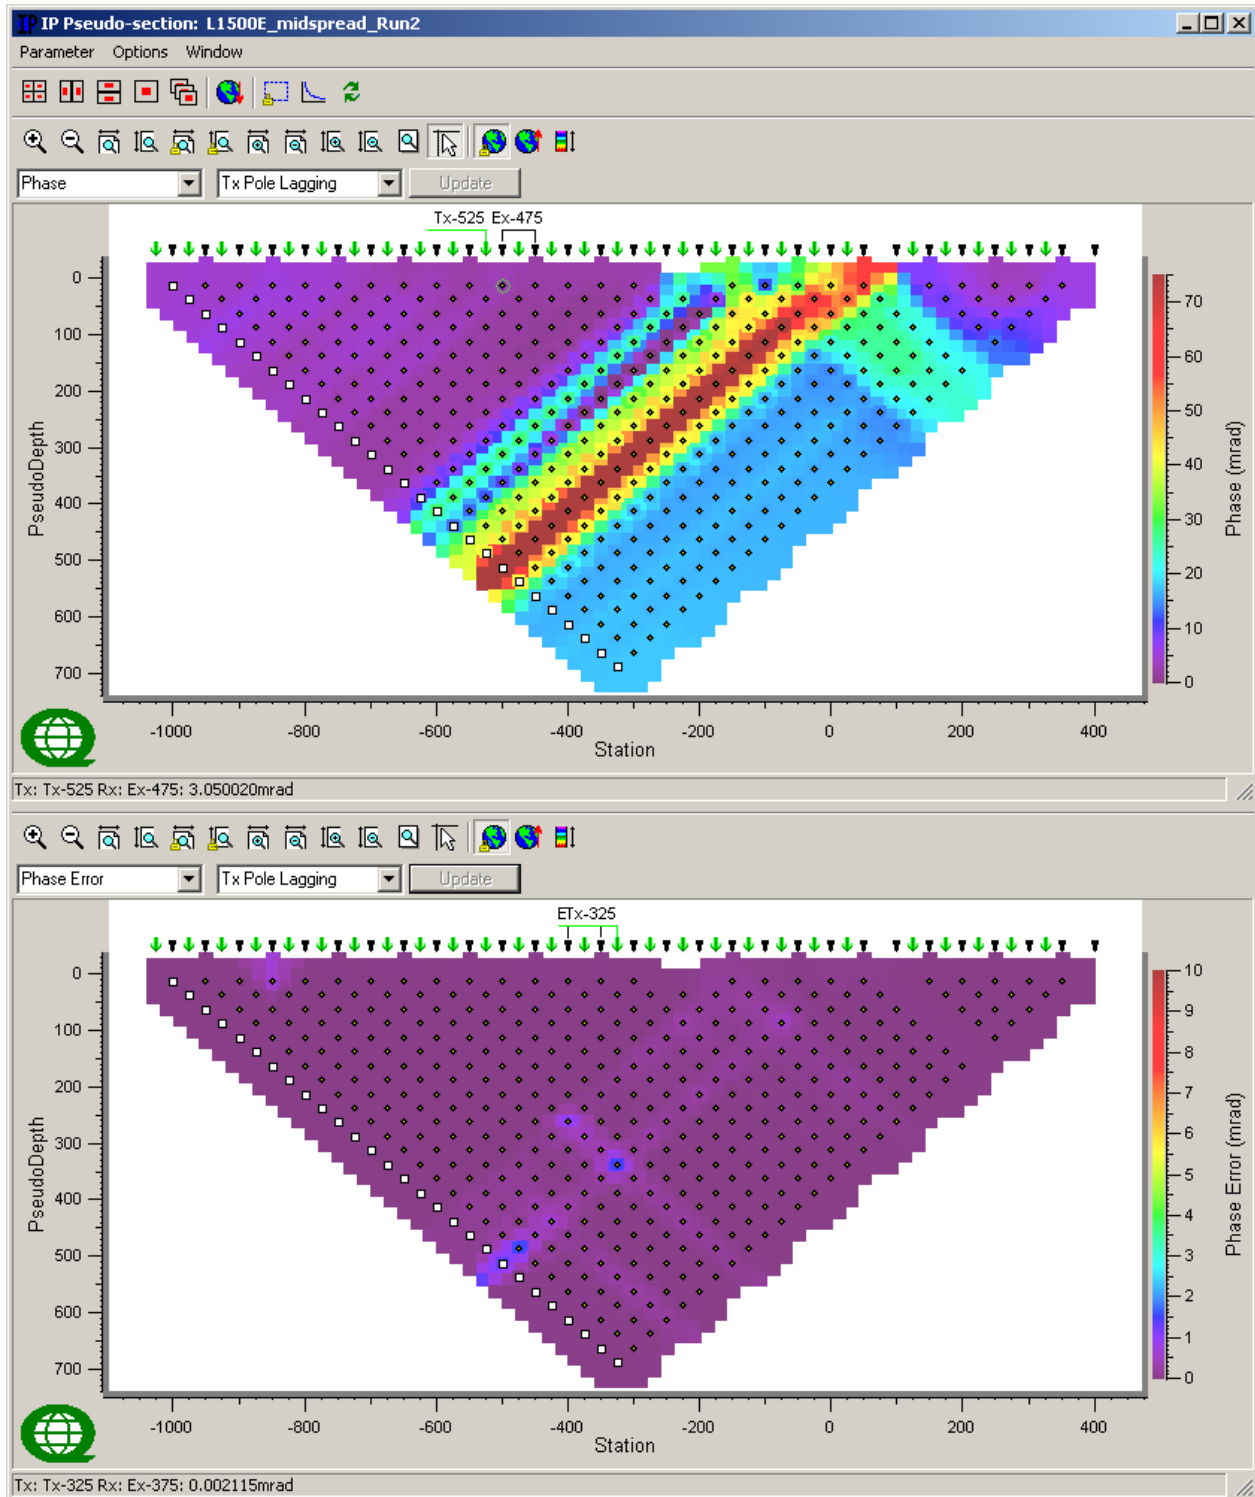 IP Pseudo-section: L1500E_midspread_Run2
Parameter Options Window
Phase Tx Pole Lagging Update
Tx-525 Ex-475
0
100
200
300
400
500
600
700
PseudoDepth
-1000 -800 -600 -400 -200 0 200 400
Station
70
60
50
40
30
20
10
0
Phase (mrad)
Tx: Tx-525 Rx: Ex-475: 3.050020mrad
Phase Error Tx Pole Lagging Update
ETx-325
0
100
200
300
400
500
600
700
PseudoDepth
-1000 -800 -600 -400 -200 0 200 400
Station
10
9
8
7
6
5
4
3
2
1
0
Phase Error (mrad)
Tx: Tx-325 Rx: Ex-375: 0.002115mrad